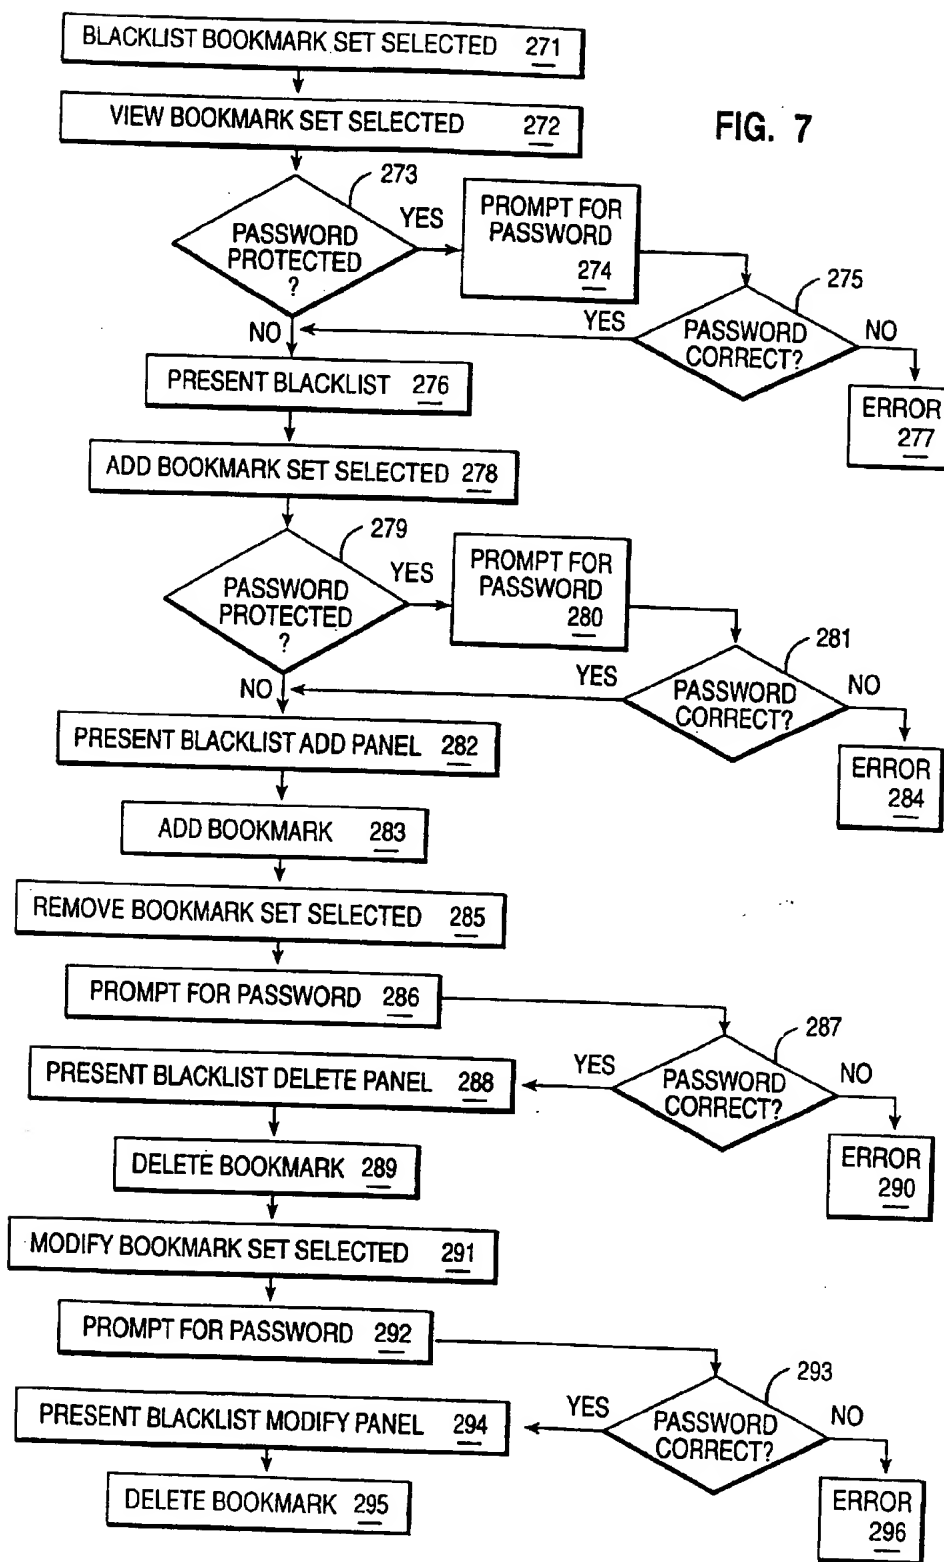 BLACKLIST BOOKMARK SET SELECTED 271
VIEW BOOKMARK SET SELECTED 272
FIG. 7
273
PASSWORD
PROTECTED
?
YES
NO
PROMPT FOR
PASSWORD
274
275
PASSWORD
CORRECT?
YES
NO
PRESENT BLACKLIST 276
ERROR
277
ADD BOOKMARK SET SELECTED 278
279
PASSWORD
PROTECTED
?
YES
NO
PROMPT FOR
PASSWORD
280
281
PASSWORD
CORRECT?
YES
NO
PRESENT BLACKLIST ADD PANEL 282
ERROR
284
ADD BOOKMARK 283
REMOVE BOOKMARK SET SELECTED 285
PROMPT FOR PASSWORD 286
287
PASSWORD
CORRECT?
YES
NO
PRESENT BLACKLIST DELETE PANEL 288
DELETE BOOKMARK 289
ERROR
290
MODIFY BOOKMARK SET SELECTED 291
PROMPT FOR PASSWORD 292
293
PASSWORD
CORRECT?
YES
NO
PRESENT BLACKLIST MODIFY PANEL 294
DELETE BOOKMARK 295
ERROR
296